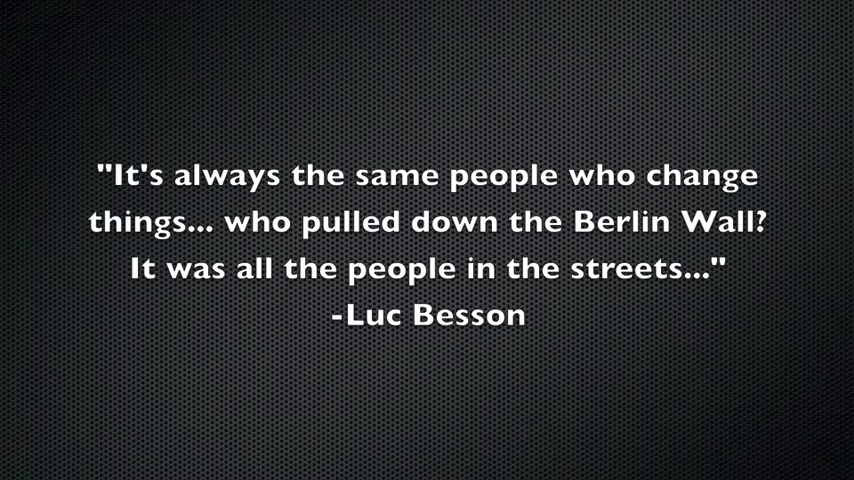 "It's always the same people who change
things... who pulled down the Berlin Wall?
It was all the people in the streets..."
-Luc Besson